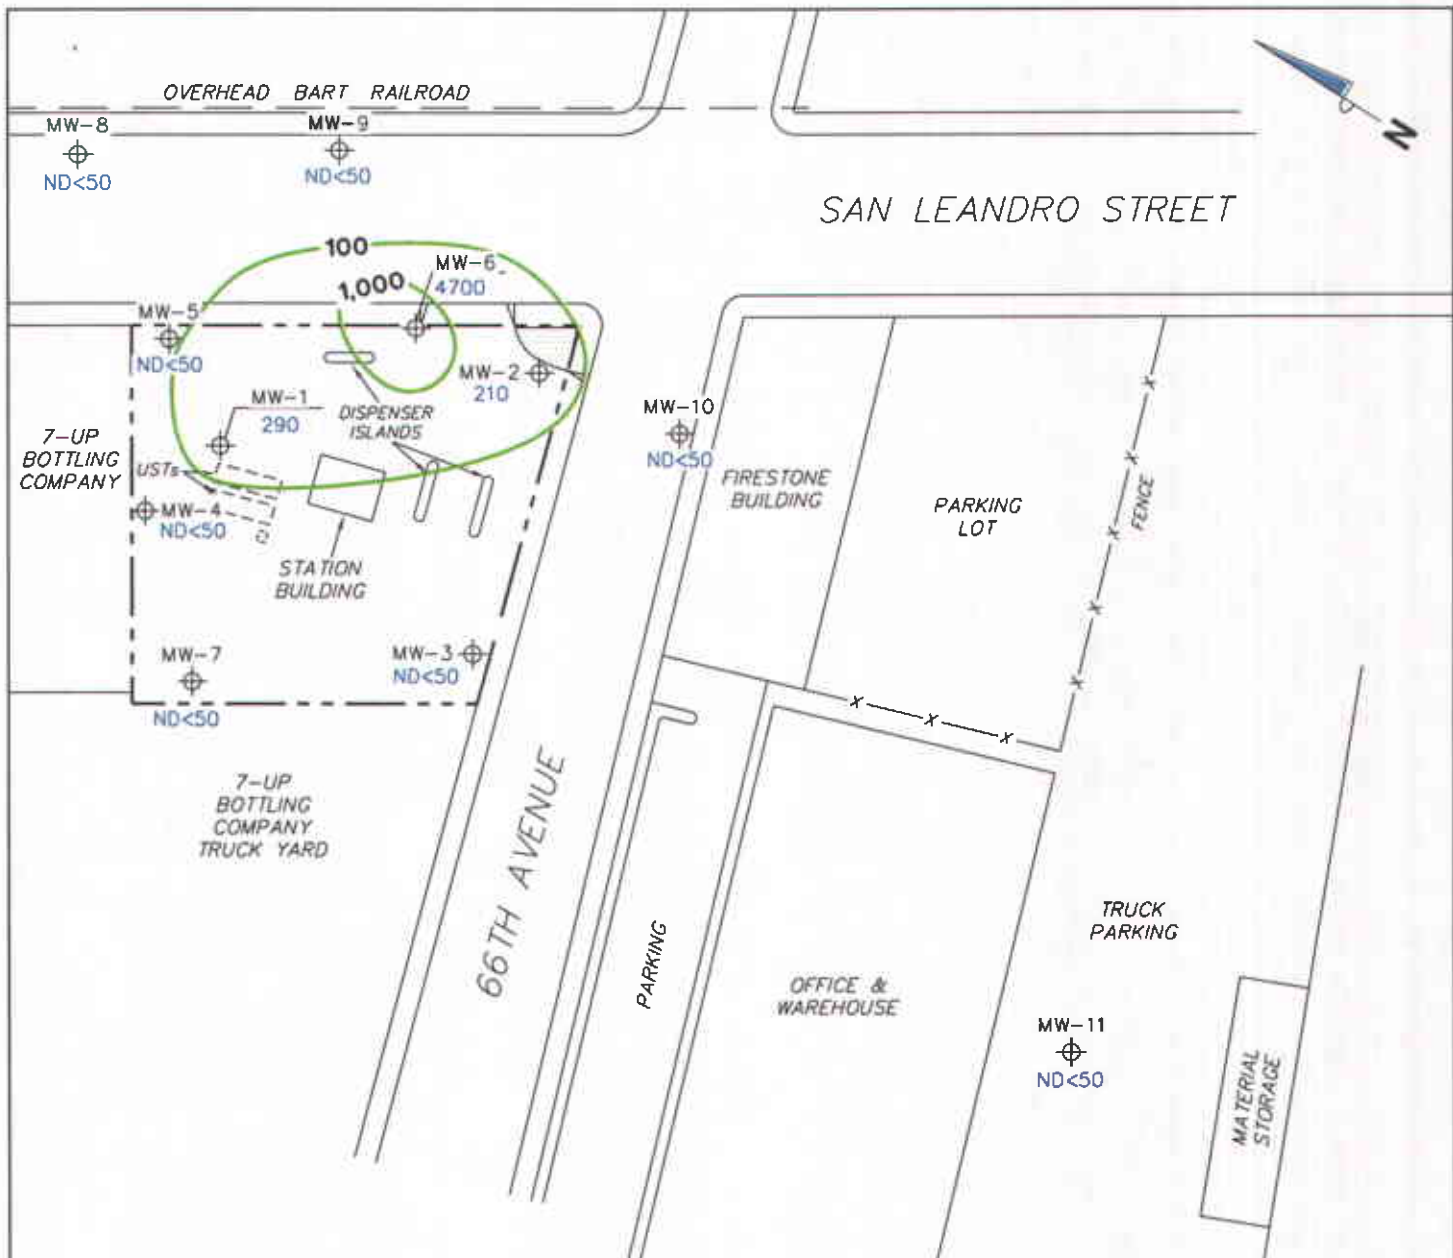 OVERHEAD BART RAILROAD
MW-8
ND<50
MW-9
ND<50
N
SAN LEANDRO STREET
100
1,000
MW-6
4700
MW-5
ND<50
MW-2
210
MW-1
290
DISPENSER
ISLANDS
7-UP
BOTTLING
COMPANY
USTs
MW-4
ND<50
STATION
BUILDING
MW-10
ND<50
FIRESTONE
BUILDING
PARKING
LOT
X
X
FENCE
X
X
X
MW-7
ND<50
MW-3
ND<50
X
X
X
7-UP
BOTTLING
COMPANY
TRUCK YARD
66TH AVENUE
PARKING
OFFICE &
WAREHOUSE
TRUCK
PARKING
MW-11
ND<50
MATERIAL
STORAGE